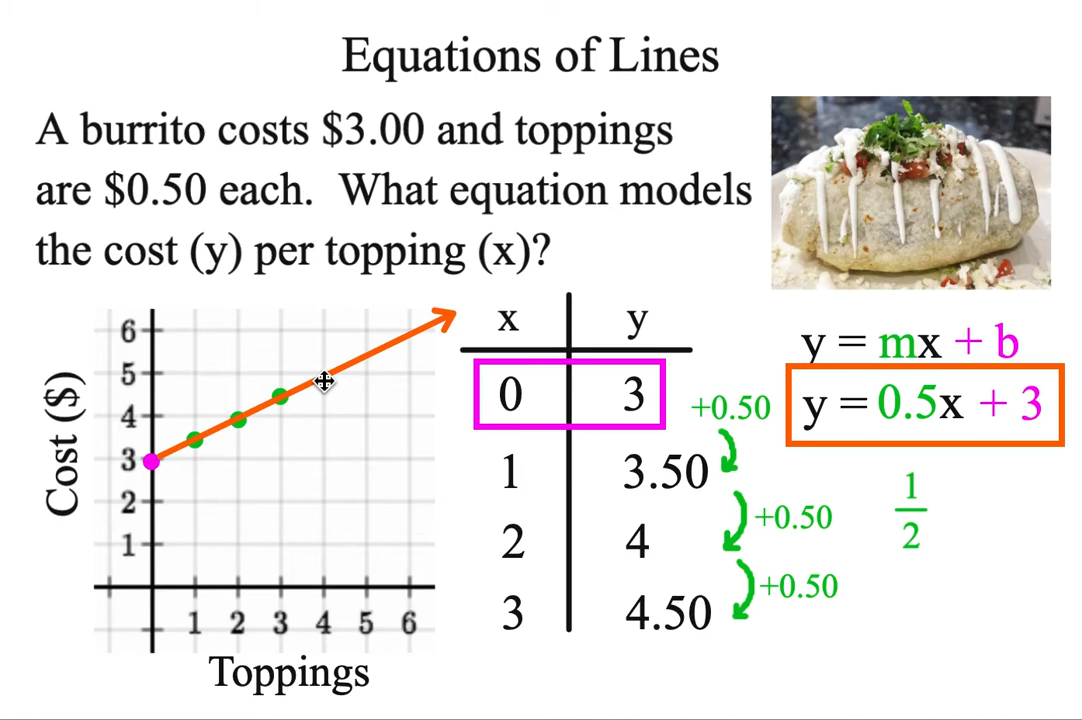 Equations of Lines
A burrito costs $3.00 and toppings
are $0.50 each. What equation models
the cost (y) per topping (x)?
Cost ($)
6
5
4
3
2
1
1 2 3 4 5 6
Toppings
x y
0 3
1 3.50
2 4
3 4.50
+0.50
+0.50
+0.50
y = mx + b
y = 0.5x + 3
1
2